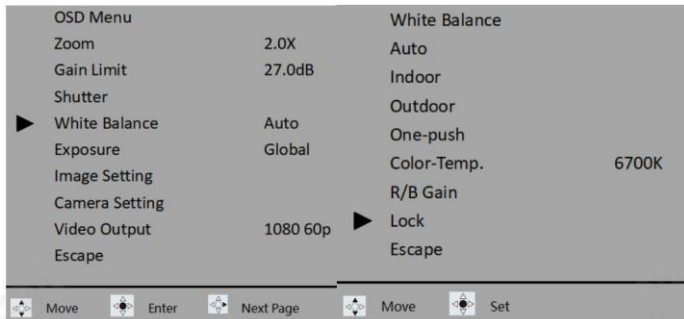 OSD Menu
Zoom 2.0X
Gain Limit 27.0dB
Shutter
White Balance Auto
Exposure Global
Image Setting
Camera Setting
Video Output 1080 60p
Escape
Move Enter Next Page
White Balance
Auto
Indoor
Outdoor
One-push
Color-Temp. 6700K
R/B Gain
Lock
Escape
Move Set